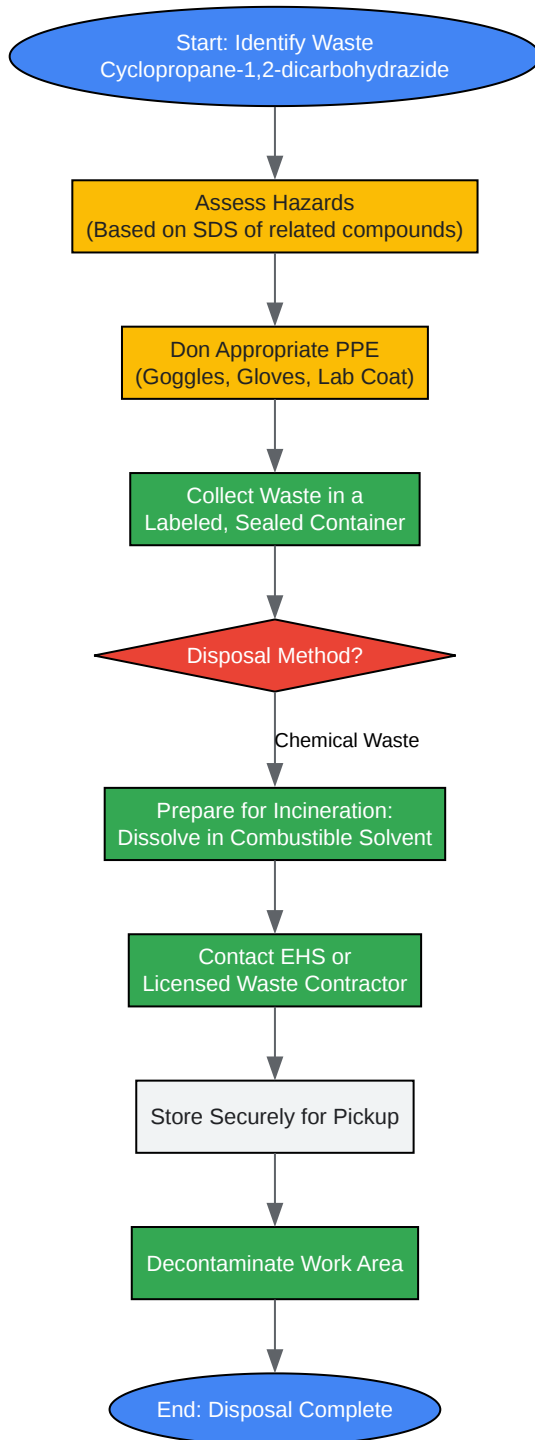 Start: Identify Waste
Cyclopropane-1,2-dicarbohydrazide
Assess Hazards
(Based on SDS of related compounds)
Don Appropriate PPE
(Goggles, Gloves, Lab Coat)
Collect Waste in a
Labeled, Sealed Container
Disposal Method?
Chemical Waste
Prepare for Incineration:
Dissolve in Combustible Solvent
Contact EHS or
Licensed Waste Contractor
Store Securely for Pickup
Decontaminate Work Area
End: Disposal Complete